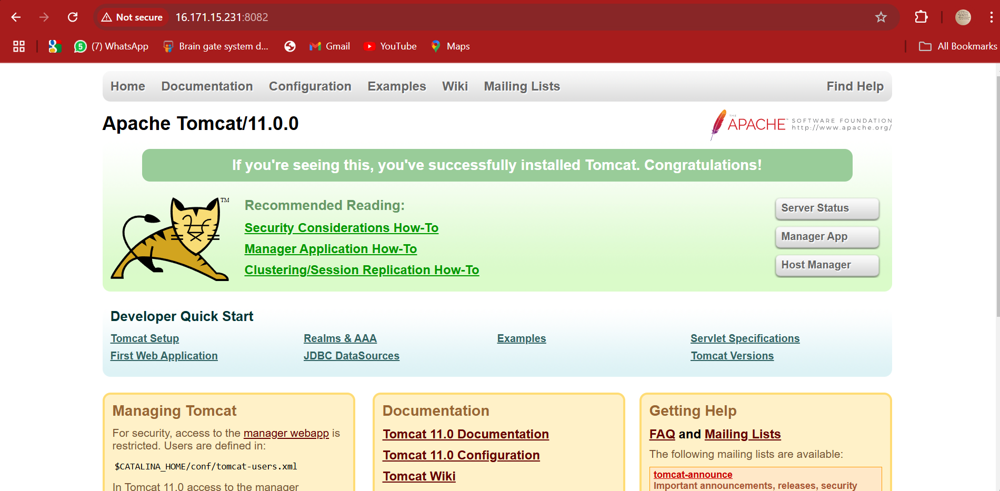 Not secure 16.171.15.231:8082
5 (7) WhatsApp Brain gate system d... Gmail YouTube Maps All Bookmarks
Home Documentation Configuration Examples Wiki Mailing Lists Find Help
Apache Tomcat/11.0.0
THE
APACHE SOFTWARE FOUNDATION
http://www.apache.org/
If you're seeing this, you've successfully installed Tomcat. Congratulations!
TM
Recommended Reading:
Security Considerations How-To
Manager Application How-To
Clustering/Session Replication How-To
Server Status
Manager App
Host Manager
Developer Quick Start
Tomcat Setup Realms & AAA Examples Servlet Specifications
First Web Application JDBC DataSources Tomcat Versions
Managing Tomcat
For security, access to the manager webapp is
restricted. Users are defined in:
$CATALINA_HOME/conf/tomcat-users.xml
In Tomcat 11.0 access to the manager
Documentation
Tomcat 11.0 Documentation
Tomcat 11.0 Configuration
Tomcat Wiki
Getting Help
FAQ and Mailing Lists
The following mailing lists are available:
tomcat-announce
Important announcements, releases, security